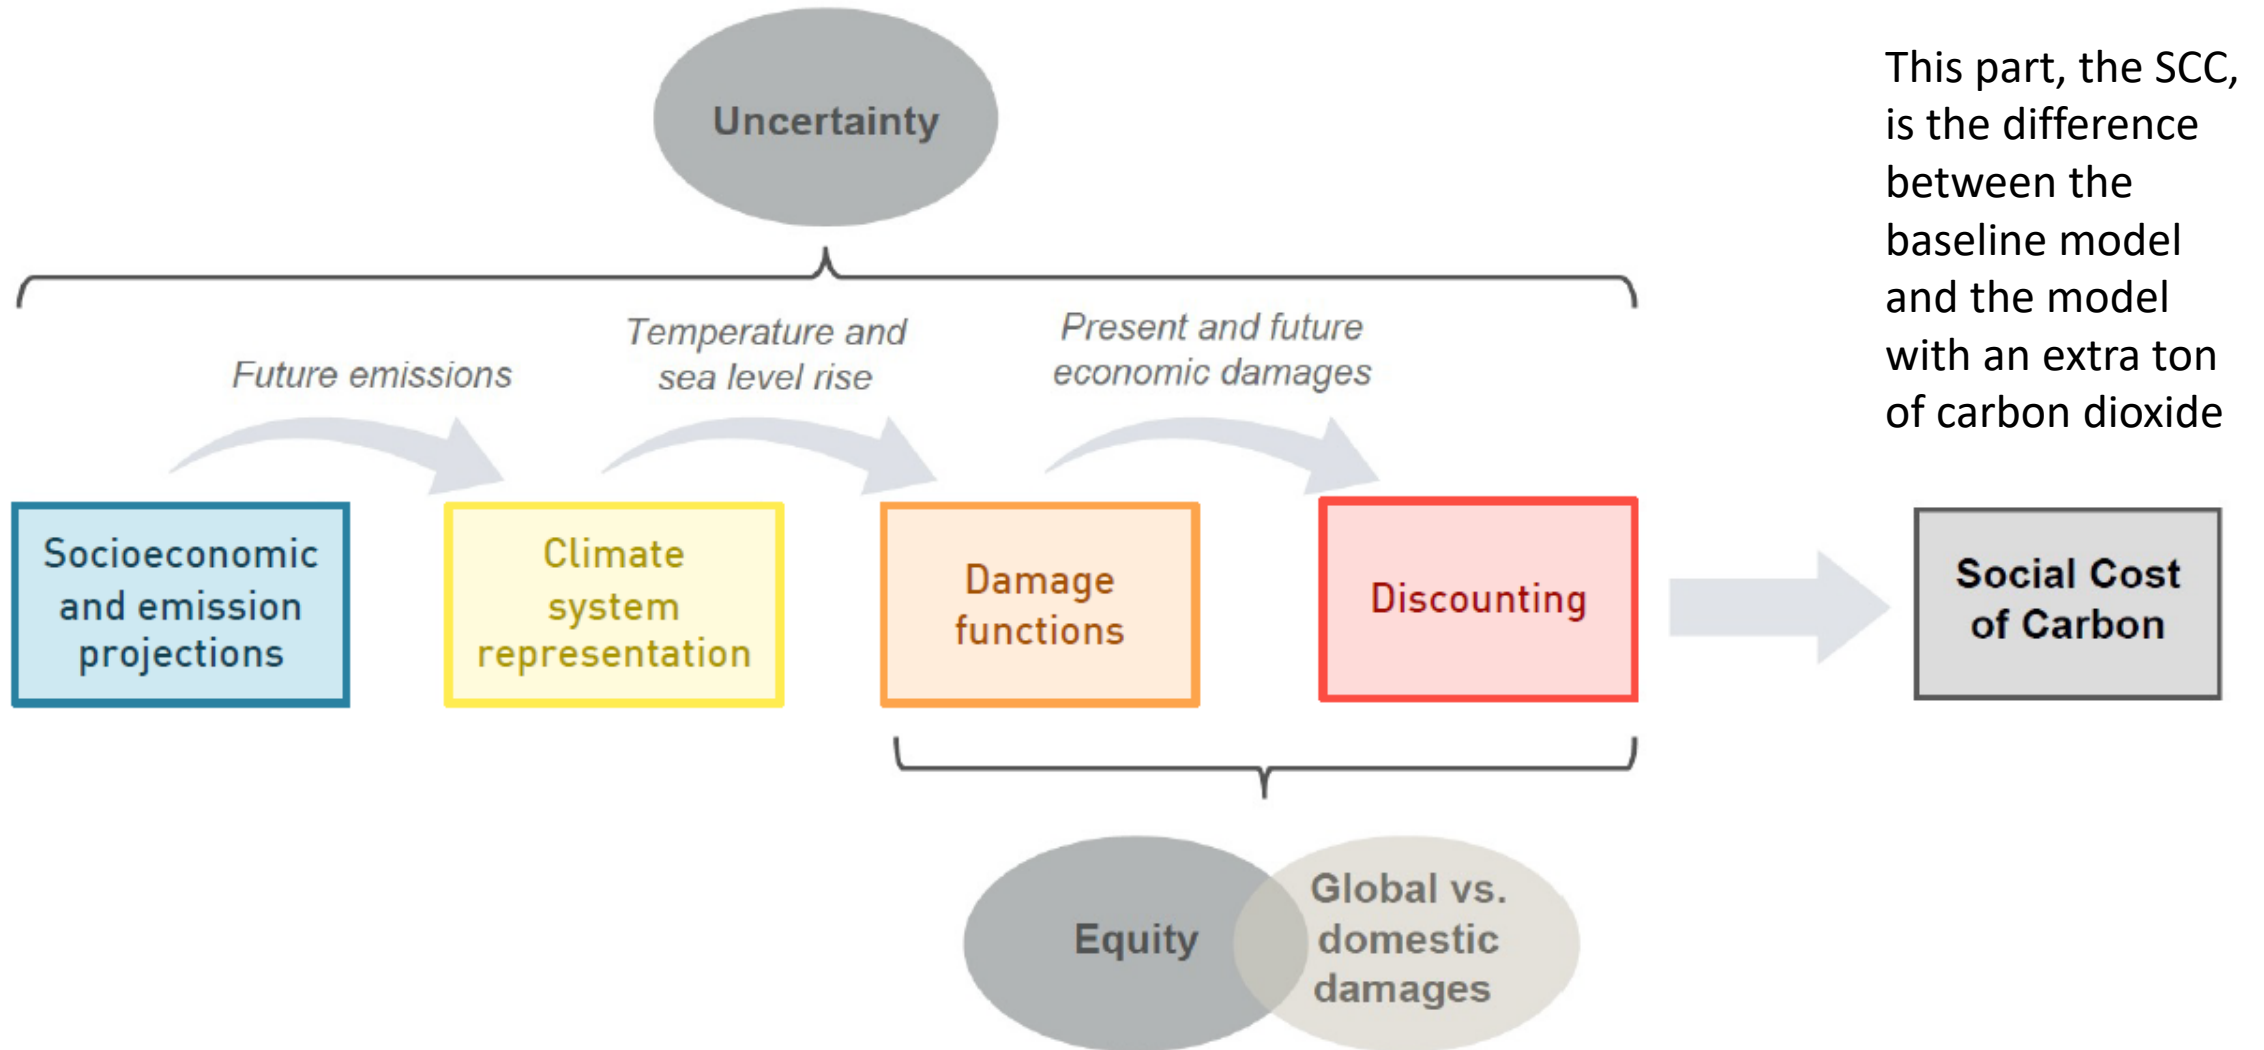 Uncertainty
This part, the SCC,
is the difference
between the
baseline model
and the model
with an extra ton
of carbon dioxide
Future emissions
Temperature and
sea level rise
Present and future
economic damages
Socioeconomic
and emission
projections
Climate
system
representation
Damage
functions
Discounting
Social Cost
of Carbon
Equity
Global vs.
domestic
damages